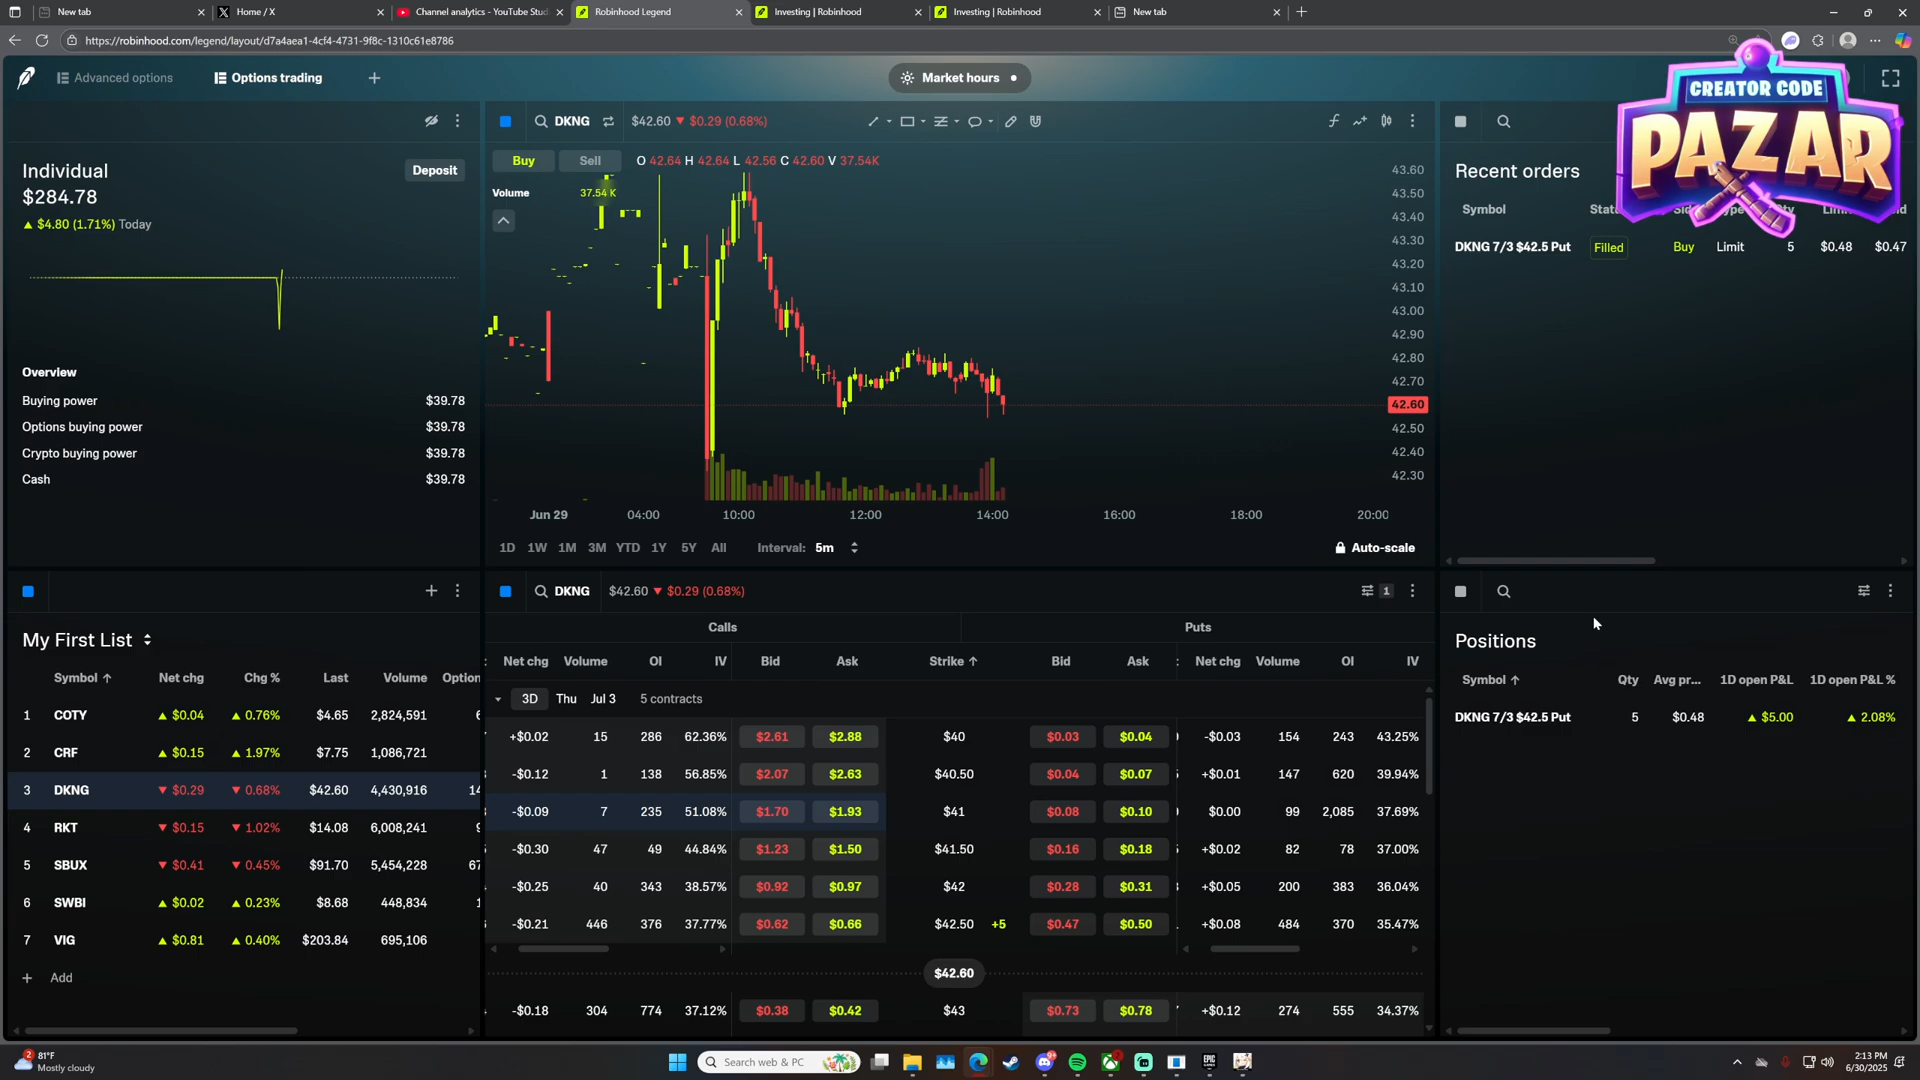 New tab
Home / X
Channel analytics - YouTube Stud
Robinhood Legend
Investing | Robinhood
Investing | Robinhood
New tab
https://robinhood.com/legend/layout/d7a4aea1-4cf4-4731-9f8c-1310c61e8786
Advanced options
Options trading
Market hours
CREATOR CODE
PAZAR
Individual
$284.78
$4.80 (1.71%) Today
Deposit
Overview
Buying power $39.78
Options buying power $39.78
Crypto buying power $39.78
Cash $39.78
DKNG $42.60 $0.29 (0.68%)
Buy Sell O 42.64 H 42.64 L 42.56 C 42.60 V 37.54K
Volume 37.54 K
43.60
43.50
43.40
43.30
43.20
43.10
43.00
42.90
42.80
42.70
42.60
42.50
42.40
42.30
Jun 29 04:00 10:00 12:00 14:00 16:00 18:00 20:00
1D 1W 1M 3M YTD 1Y 5Y All Interval: 5m Auto-scale
Recent orders
Symbol
DKNG 7/3 $42.5 Put Filled Buy Limit 5 $0.48 $0.47
My First List
Symbol Net chg Chg % Last Volume Option
1 COTY $0.04 0.76% $4.65 2,824,591
2 CRF $0.15 1.97% $7.75 1,086,721
3 DKNG $0.29 0.68% $42.60 4,430,916 14
4 RKT $0.15 1.02% $14.08 6,008,241
5 SBUX $0.41 0.45% $91.70 5,454,228 67
6 SWBI $0.02 0.23% $8.68 448,834
7 VIG $0.81 0.40% $203.84 695,106
Add
DKNG $42.60 $0.29 (0.68%) 1
Calls Puts
Net chg Volume OI IV Bid Ask Strike Bid Ask Net chg Volume OI IV
3D Thu Jul 3 5 contracts
+$0.02 15 286 62.36% $2.61 $2.88 $40 $0.03 $0.04 -$0.03 154 243 43.25%
-$0.12 1 138 56.85% $2.07 $2.63 $40.50 $0.04 $0.07 +$0.01 147 620 39.94%
-$0.09 7 235 51.08% $1.70 $1.93 $41 $0.08 $0.10 $0.00 99 2,085 37.69%
-$0.30 47 49 44.84% $1.23 $1.50 $41.50 $0.16 $0.18 +$0.02 82 78 37.00%
-$0.25 40 343 38.57% $0.92 $0.97 $42 $0.28 $0.31 +$0.05 200 383 36.04%
-$0.21 446 376 37.77% $0.62 $0.66 $42.50 +5 $0.47 $0.50 +$0.08 484 370 35.47%
$42.60
-$0.18 304 774 37.12% $0.38 $0.42 $43 $0.73 $0.78 +$0.12 274 555 34.37%
Positions
Symbol Qty Avg pr... 1D open P&L 1D open P&L %
DKNG 7/3 $42.5 Put 5 $0.48 $5.00 2.08%
2
81°F
Mostly cloudy
Search web & PC
2:13 PM
6/30/2025